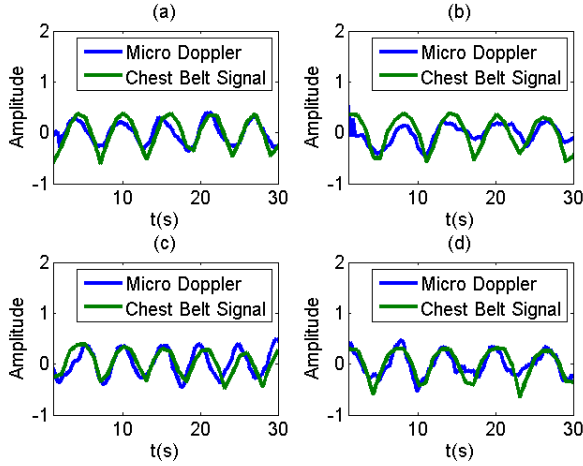 (a)
2
1
0
-1
Amplitude
Micro Doppler
Chest Belt Signal
10
20
30
t(s)
(b)
2
1
0
-1
Amplitude
Micro Doppler
Chest Belt Signal
10
20
30
t(s)
(c)
2
1
0
-1
Amplitude
Micro Doppler
Chest Belt Signal
10
20
30
t(s)
(d)
2
1
0
-1
Amplitude
Micro Doppler
Chest Belt Signal
10
20
30
t(s)